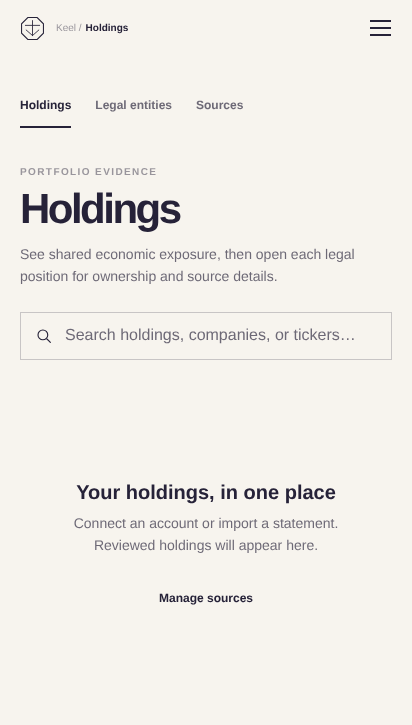 Keel / Holdings
Holdings Legal entities Sources
PORTFOLIO EVIDENCE
Holdings
See shared economic exposure, then open each legal
position for ownership and source details.
Search holdings, companies, or tickers…
Your holdings, in one place
Connect an account or import a statement.
Reviewed holdings will appear here.
Manage sources